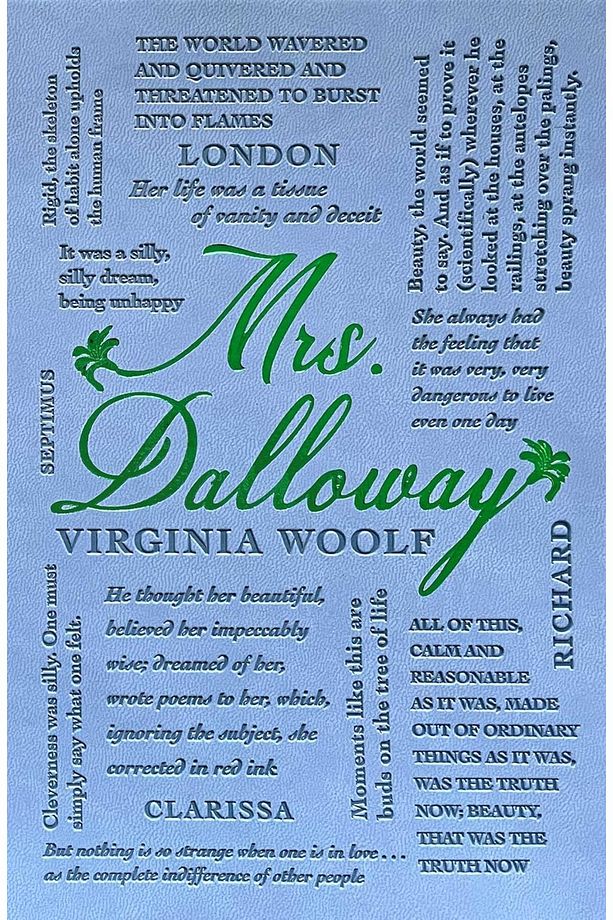 THE WORLD WAVERED
AND QUIVERED AND
THREATENED TO BURST
INTO FLAMES
LONDON
Her life was a tissue
of vanity and deceit
Rigid, the skeleton
of habit alone upholds
the human frame
Beauty, the world seemed
to say. And as if to prove it
(scientifically) wherever he
looked at the houses, at the
railings, at the antelopes
stretching over the palings,
beauty sprang instantly.
It was a silly,
silly dream,
being unhappy
Mrs.
Dalloway
She always had
the feeling that
it was very, very
dangerous to live
even one day
SEPTIMUS
VIRGINIA WOOLF
RICHARD
Cleverness was silly. One must
simply say what one felt.
He thought her beautiful,
believed her impeccably
wise; dreamed of her,
wrote poems to her, which,
ignoring the subject, she
corrected in red ink
Moments like this are
buds on the tree of life
ALL OF THIS,
CALM AND
REASONABLE
AS IT WAS, MADE
OUT OF ORDINARY
THINGS AS IT WAS,
WAS THE TRUTH
NOW; BEAUTY,
THAT WAS THE
TRUTH NOW
CLARISSA
But nothing is so strange when one is in love . . .
as the complete indifference of other people